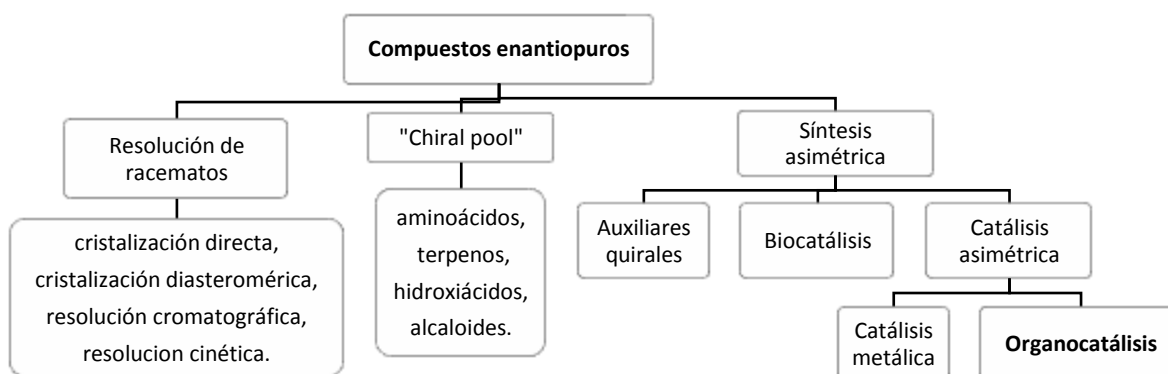 Compuestos enantiopuros
Resolución de
racematos
"Chiral pool"
Síntesis
asimétrica
cristalización directa,
cristalización diasteromérica,
resolución cromatográfica,
resolucion cinética.
aminoácidos,
terpenos,
hidroxiácidos,
alcaloides.
Auxiliares
quirales
Biocatálisis
Catálisis
asimétrica
Catálisis
metálica
Organocatálisis